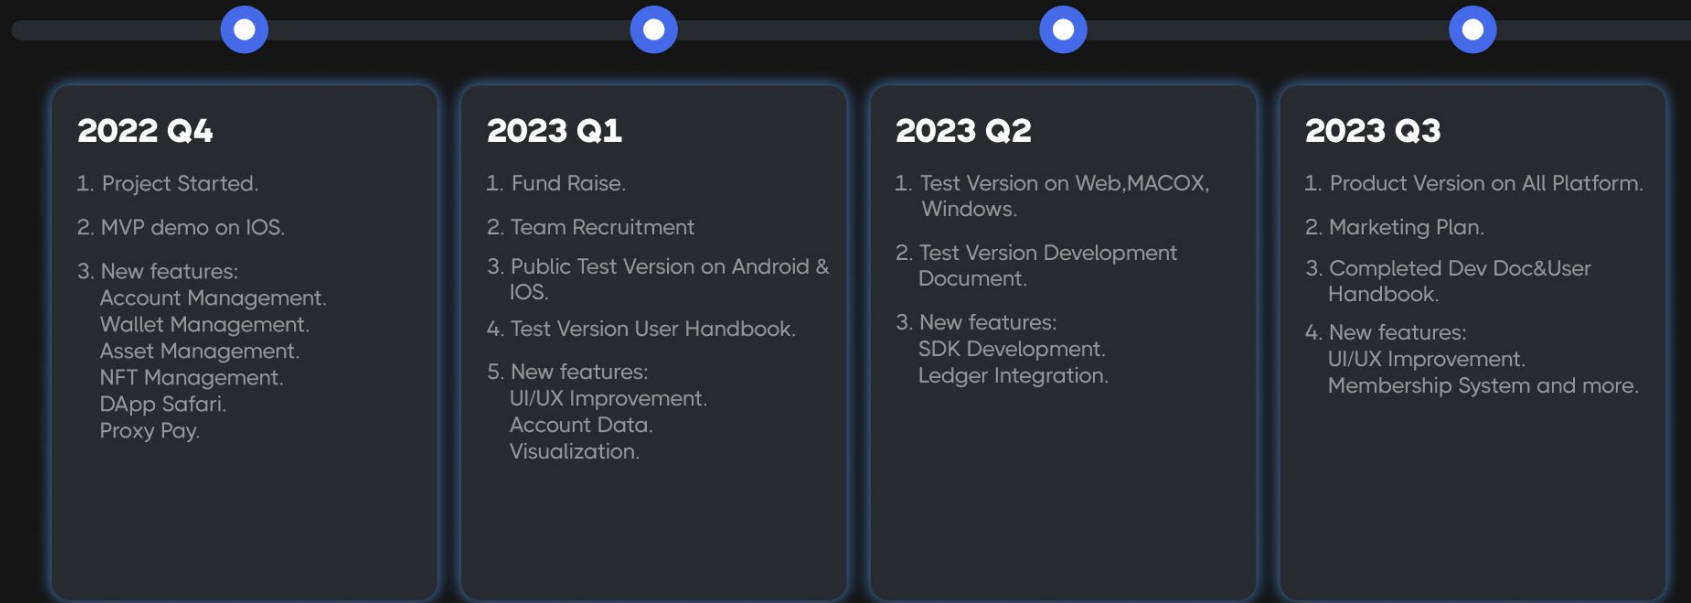 2022 Q4
1. Project Started.
2. MVP demo on IOS.
3. New features:
Account Management.
Wallet Management.
Asset Management.
NFT Management.
DApp Safari.
Proxy Pay.
2023 Q1
1. Fund Raise.
2. Team Recruitment
3. Public Test Version on Android &
IOS.
4. Test Version User Handbook.
5. New features:
UI/UX Improvement.
Account Data.
Visualization.
2023 Q2
1. Test Version on Web,MACOX,
Windows.
2. Test Version Development
Document.
3. New features:
SDK Development.
Ledger Integration.
2023 Q3
1. Product Version on All Platform.
2. Marketing Plan.
3. Completed Dev Doc&User
Handbook.
4. New features:
UI/UX Improvement.
Membership System and more.